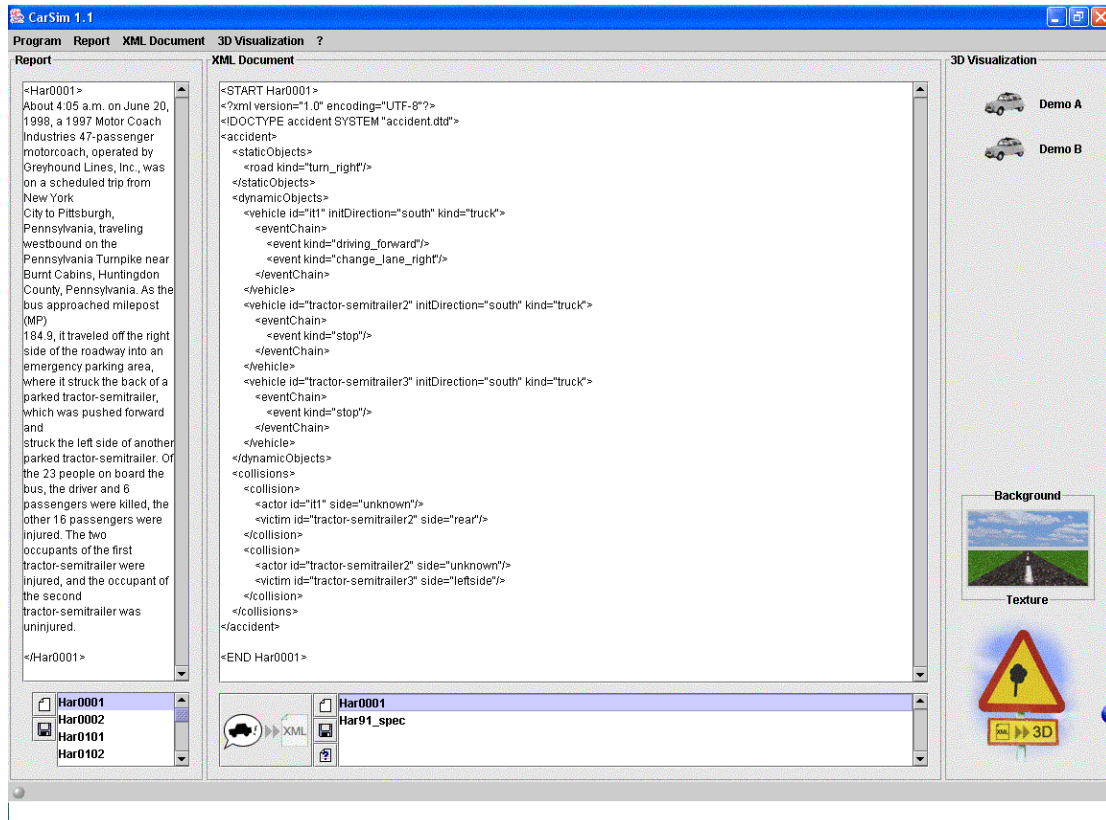 CarSim 1.1
Program Report XML Document 3D Visualization ?
Report
<Har0001>
About 4:05 a.m. on June 20,
1998, a 1997 Motor Coach
Industries 47-passenger
motorcoach, operated by
Greyhound Lines, Inc., was
on a scheduled trip from
New York
City to Pittsburgh,
Pennsylvania, traveling
westbound on the
Pennsylvania Turnpike near
Burnt Cabins, Huntingdon
County, Pennsylvania. As the
bus approached milepost
(MP)
184.9, it traveled off the right
side of the roadway into an
emergency parking area,
where it struck the back of a
parked tractor-semitrailer,
which was pushed forward
and
struck the left side of another
parked tractor-semitrailer. Of
the 23 people on board the
bus, the driver and 6
passengers were killed, the
other 16 passengers were
injured. The two
occupants of the first
tractor-semitrailer were
injured, and the occupant of
the second
tractor-semitrailer was
uninjured.
</Har0001>
Har0001
Har0002
Har0101
Har0102
XML Document
<START Har0001>
<?xml version="1.0" encoding="UTF-8"?>
<!DOCTYPE accident SYSTEM "accident.dtd">
<accident>
<staticObjects>
<road kind="turn_right"/>
</staticObjects>
<dynamicObjects>
<vehicle id="it1" initDirection="south" kind="truck">
<eventChain>
<event kind="driving_forward"/>
<event kind="change_lane_right"/>
</eventChain>
</vehicle>
<vehicle id="tractor-semitrailer2" initDirection="south" kind="truck">
<eventChain>
<event kind="stop"/>
</eventChain>
</vehicle>
<vehicle id="tractor-semitrailer3" initDirection="south" kind="truck">
<eventChain>
<event kind="stop"/>
</eventChain>
</vehicle>
</dynamicObjects>
<collisions>
<collision>
<actor id="it1" side="unknown"/>
<victim id="tractor-semitrailer2" side="rear"/>
</collision>
<collision>
<actor id="tractor-semitrailer2" side="unknown"/>
<victim id="tractor-semitrailer3" side="leftside"/>
</collision>
</collisions>
</accident>
<END Har0001>
XML
Har0001
Har91_spec
3D Visualization
Demo A
Demo B
Background
Texture
XML 3D